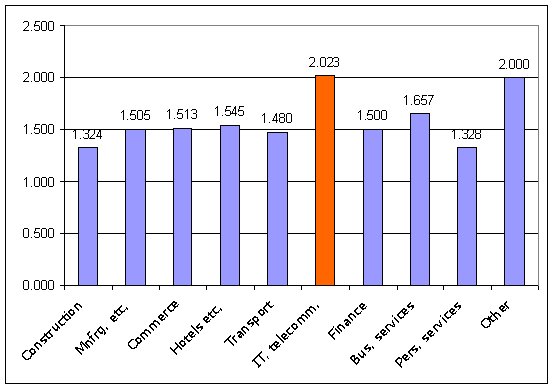 2.500
2.000
1.500
1.000
0.500
0.000
1.324
1.505
1.513
1.545
1.480
2.023
1.500
1.657
1.328
2.000
Construction
Mnfrg, etc.
Commerce
Hotels etc.
Transport
IT, telecomm.
Finance
Bus. services
Pers. services
Other